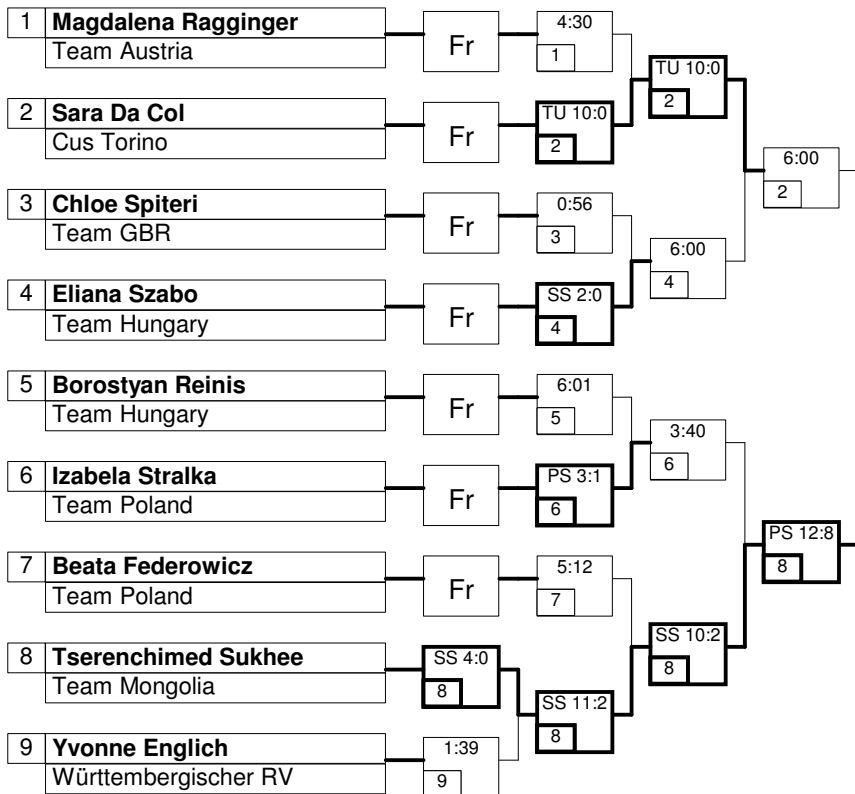 1 Magdalena Ragginger
Team Austria
Fr
4:30
1
TU 10:0
2
2 Sara Da Col
Cus Torino
Fr
TU 10:0
2
6:00
2
3 Chloe Spiteri
Team GBR
Fr
0:56
3
6:00
4
4 Eliana Szabo
Team Hungary
Fr
SS 2:0
4
5 Borostyan Reinis
Team Hungary
Fr
6:01
5
3:40
6
6 Izabela Stralka
Team Poland
Fr
PS 3:1
6
PS 12:8
8
7 Beata Federowicz
Team Poland
Fr
5:12
7
SS 10:2
8
8 Tserenchimed Sukhee
Team Mongolia
SS 4:0
8
SS 11:2
8
9 Yvonne Englich
Württembergischer RV
1:39
9